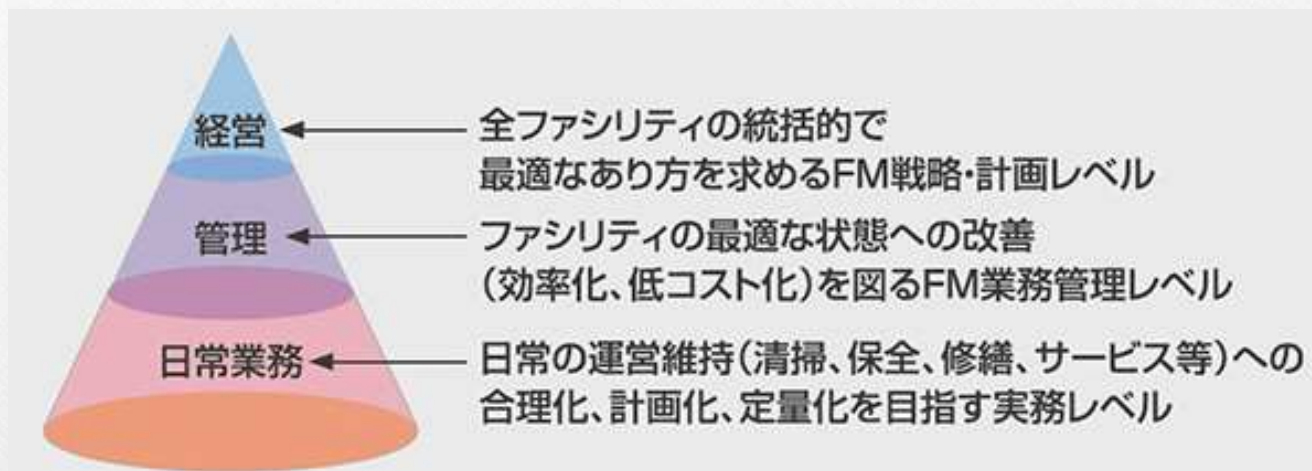 経営
全ファシリティの統括的で
最適なあり方を求めるFM戦略・計画レベル
管理
ファシリティの最適な状態への改善
(効率化、低コスト化)を図るFM業務管理レベル
日常業務
日常の運営維持(清掃、保全、修繕、サービス等)への
合理化、計画化、定量化を目指す実務レベル